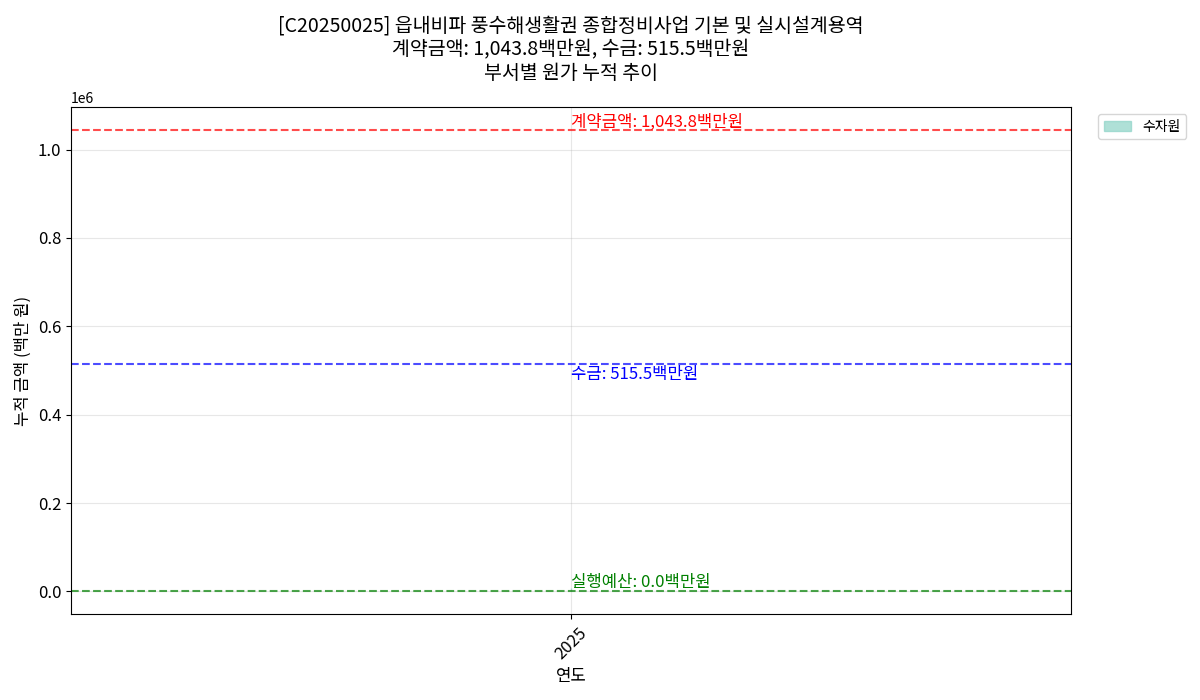 [C20250025] 읍내비파 풍수해생활권 종합정비사업 기본 및 실시설계용역
계약금액: 1,043.8백만원, 수금: 515.5백만원
부서별 원가 누적 추이
1e6
계약금액: 1,043.8백만원
수자원
1.0
0.8
0.6
수금: 515.5백만원
0.4
0.2
실행예산: 0.0백만원
0.0
누적 금액 (백만 원)
2025
연도